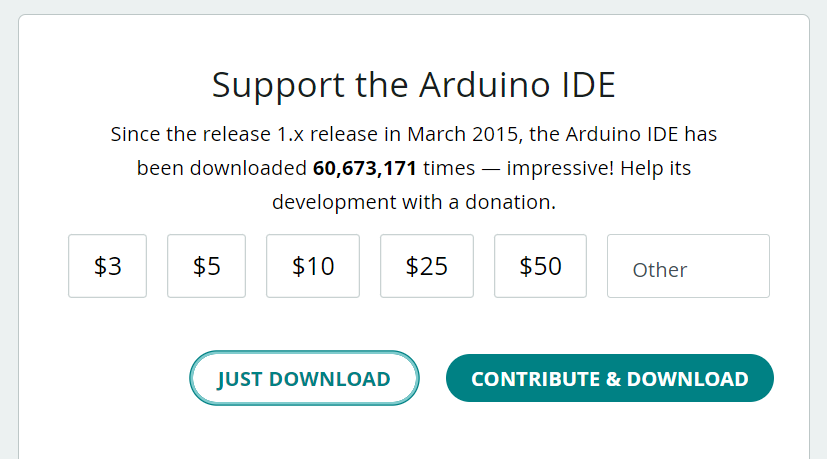 Support the Arduino IDE
Since the release 1.x release in March 2015, the Arduino IDE has
been downloaded 60,673,171 times — impressive! Help its
development with a donation.
$3 $5 $10 $25 $50 Other
JUST DOWNLOAD CONTRIBUTE & DOWNLOAD